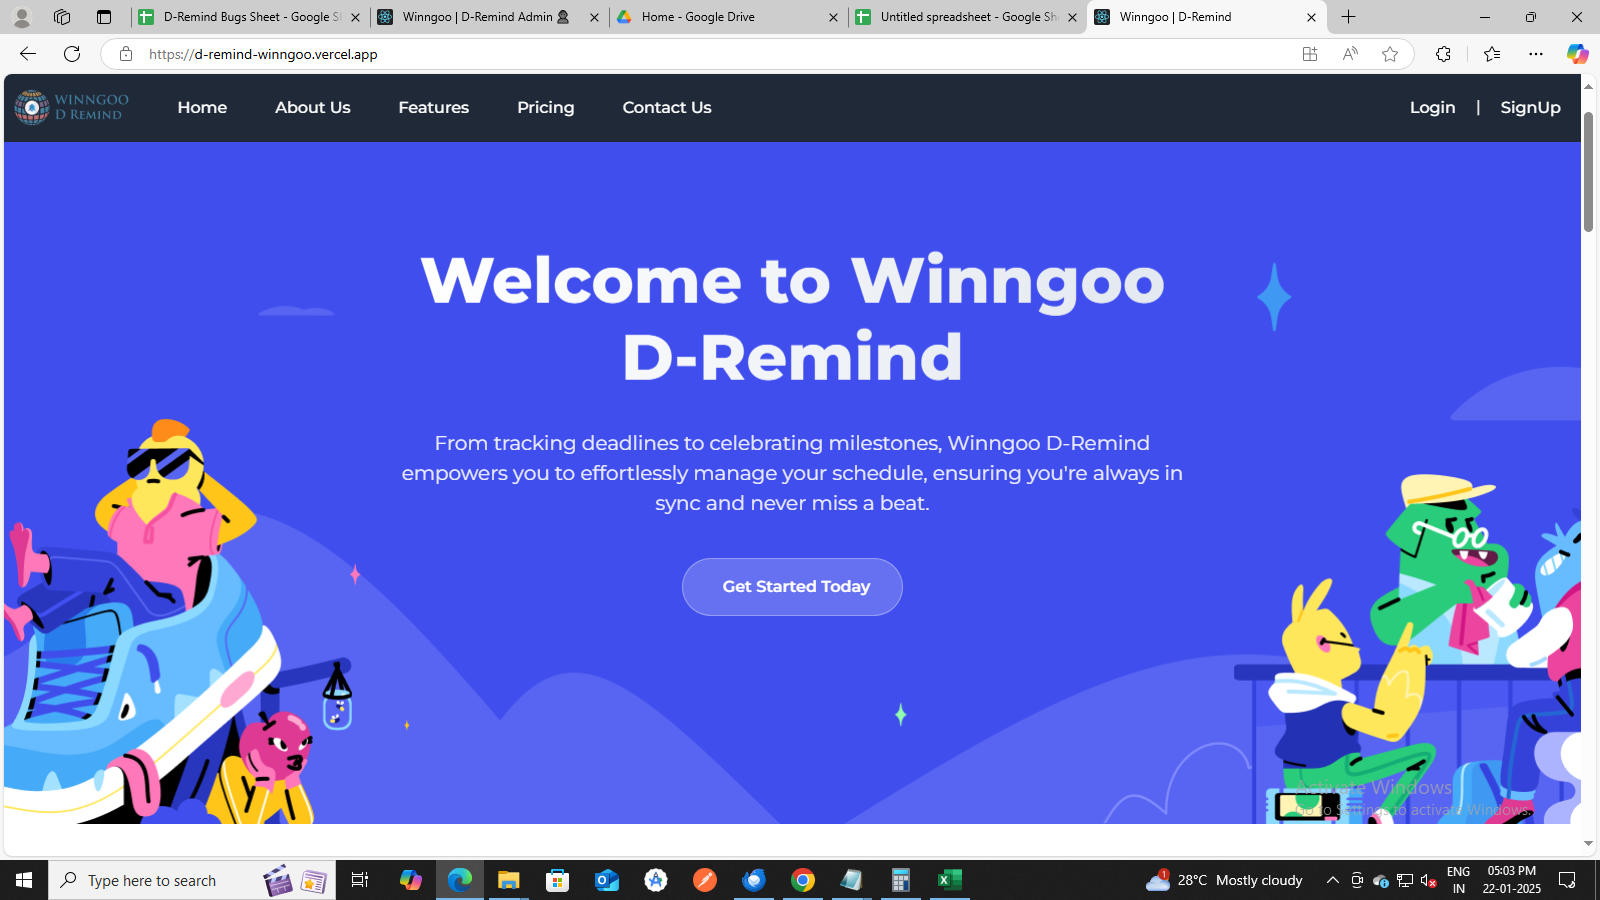 D-Remind Bugs Sheet - Google Sh
Winngoo | D-Remind Admin
Home - Google Drive
Untitled spreadsheet - Google She
Winngoo | D-Remind
https://d-remind-winngoo.vercel.app
WINNGOO
D REMIND
Home
About Us
Features
Pricing
Contact Us
Login | SignUp
Welcome to Winngoo
D-Remind
From tracking deadlines to celebrating milestones, Winngoo D-Remind
empowers you to effortlessly manage your schedule, ensuring you're always in
sync and never miss a beat.
Get Started Today
Activate Windows
Go to Settings to activate Windows.
Type here to search
1
28°C Mostly cloudy
ENG
IN
05:03 PM
22-01-2025